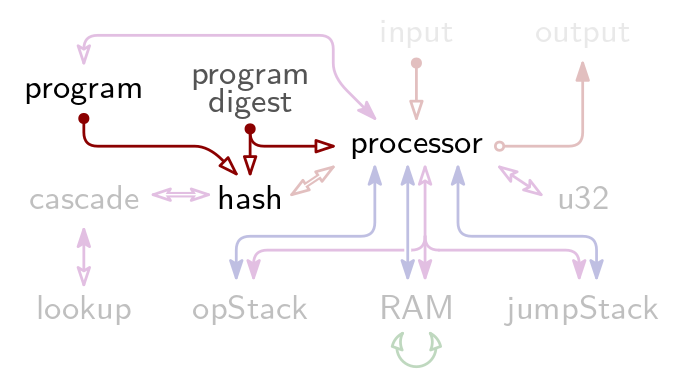 input
output
program
program
digest
processor
cascade
hash
u32
lookup
opStack
RAM
jumpStack